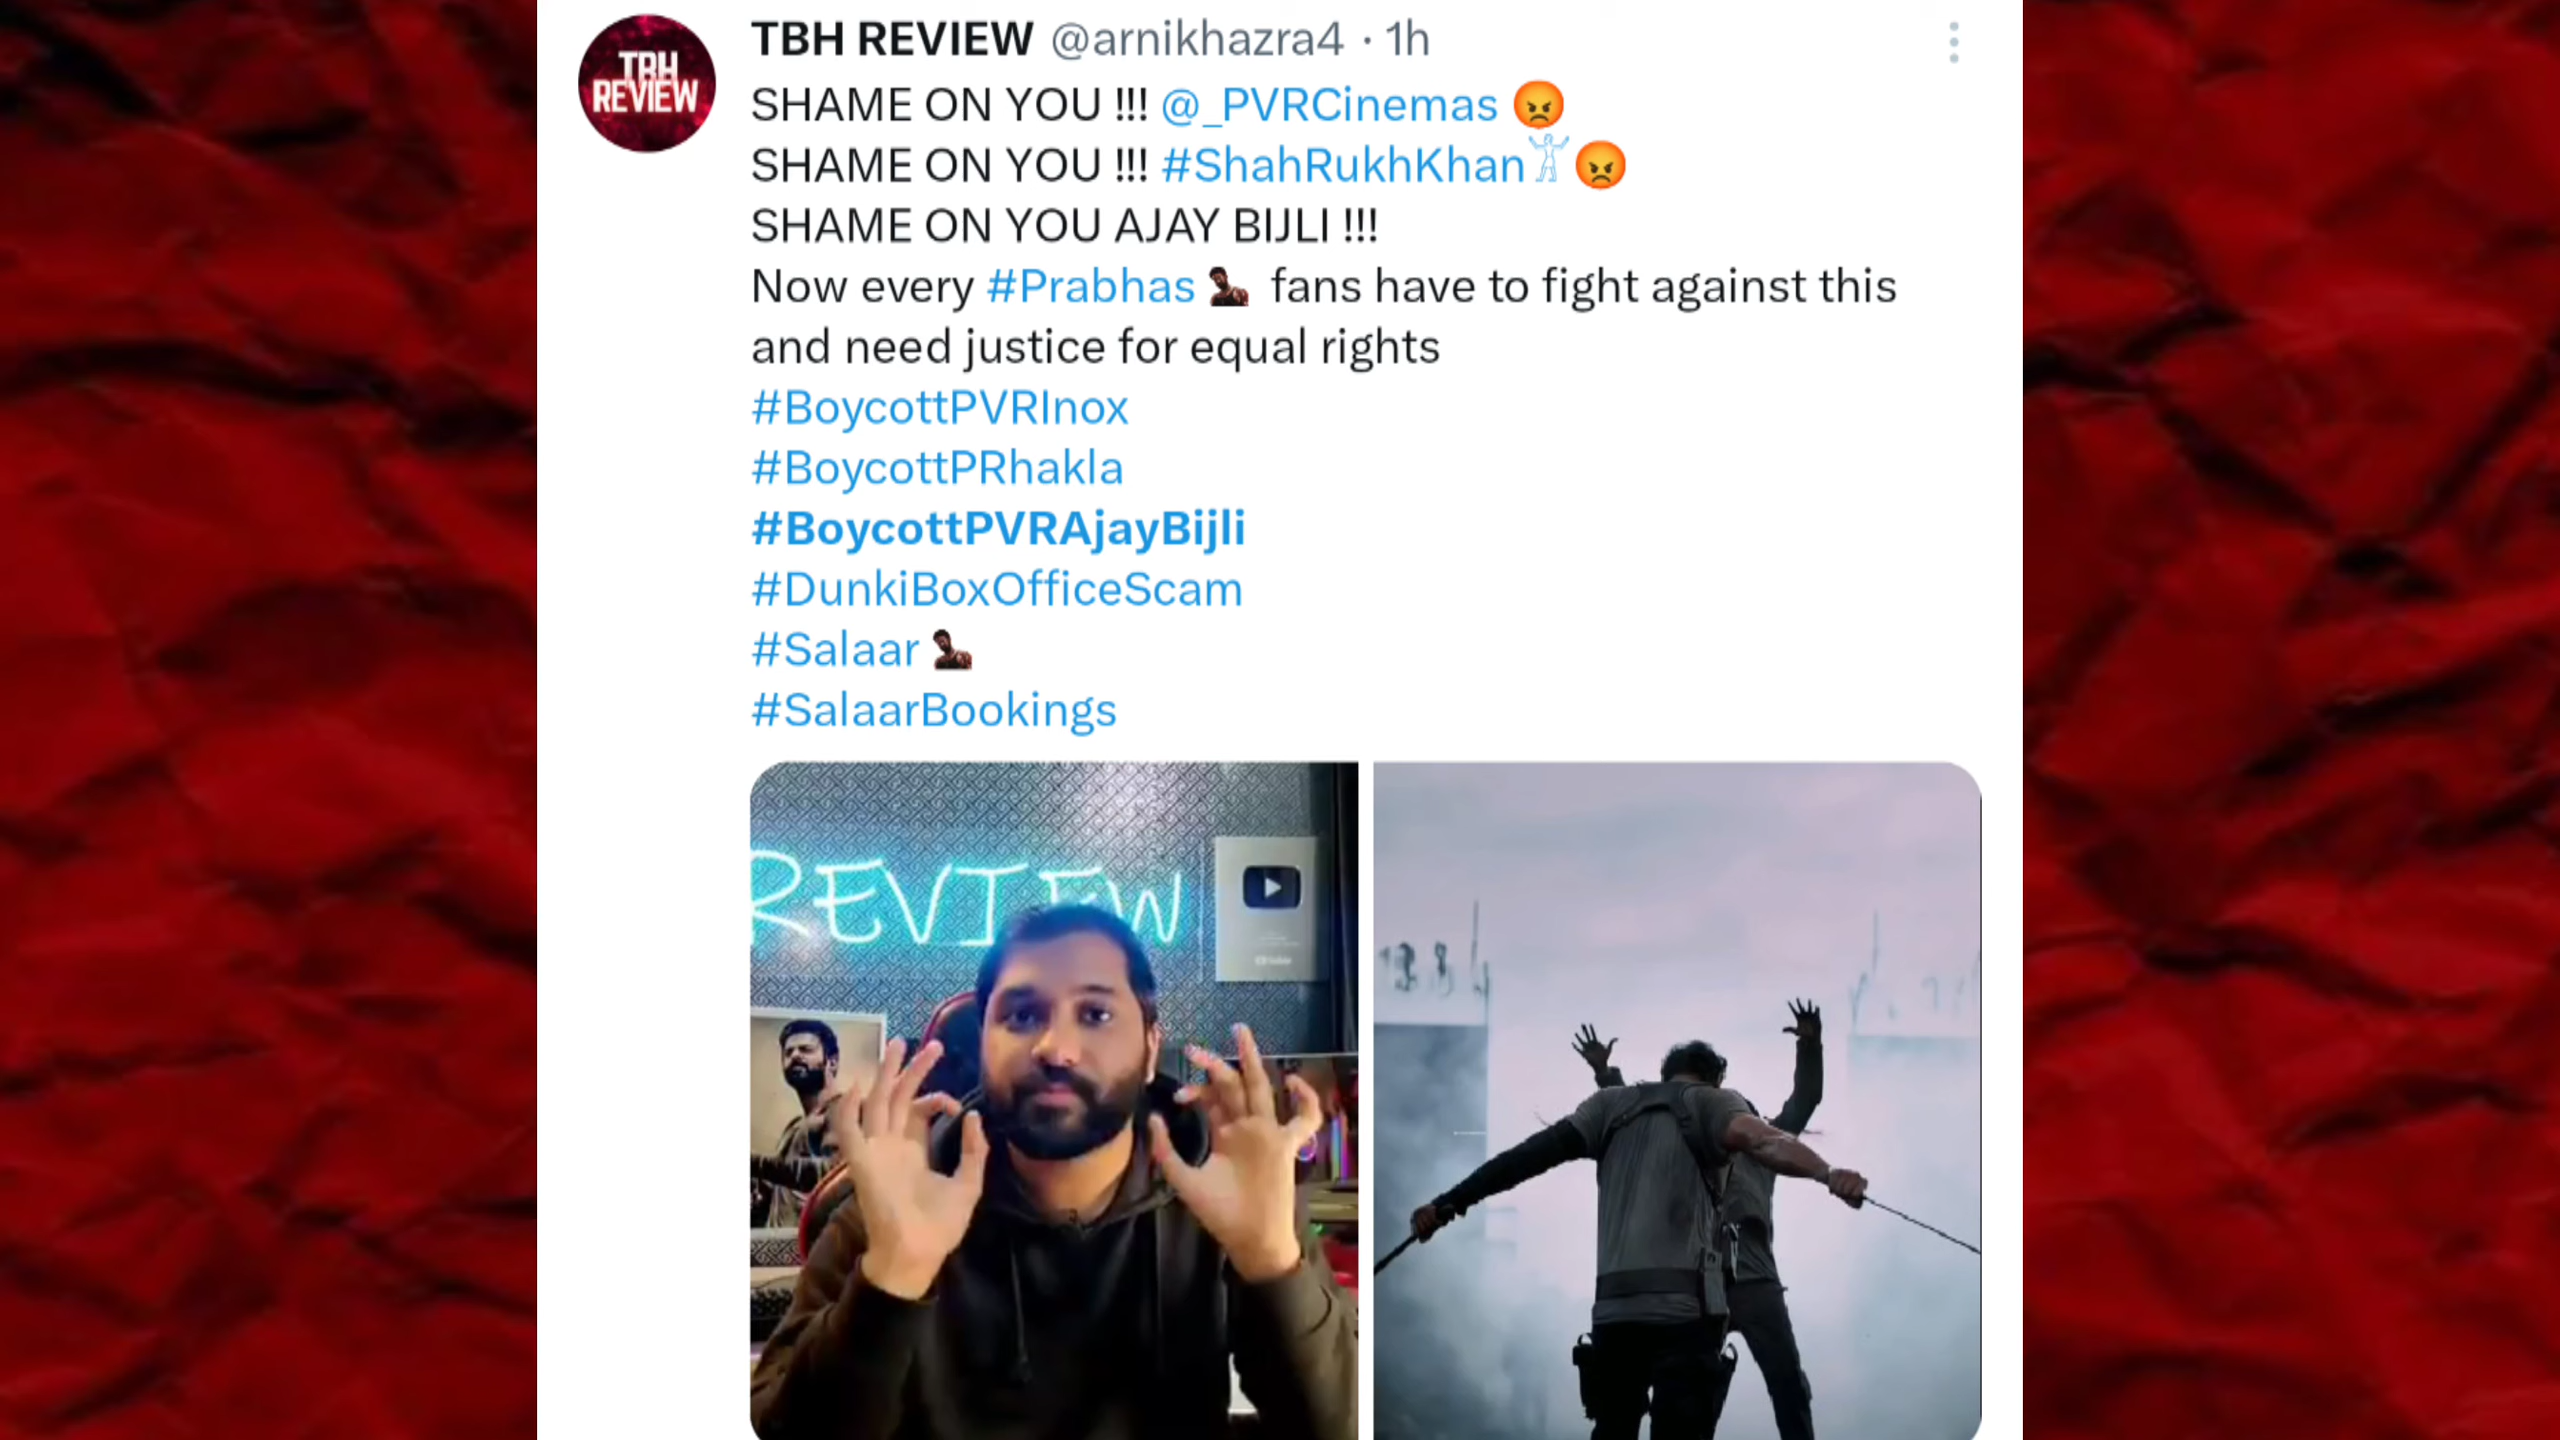 TBH REVIEW @arnikhazra4 · 1h
TBH
REVIEW
SHAME ON YOU !!! @_PVRCinemas 😡
SHAME ON YOU !!! #ShahRukhKhan 😡
SHAME ON YOU AJAY BIJLI !!!
Now every #Prabhas fans have to fight against this
and need justice for equal rights
#BoycottPVRInox
#BoycottPRhakla
#BoycottPVRAjayBijli
#DunkiBoxOfficeScam
#Salaar
#SalaarBookings
REVIEW